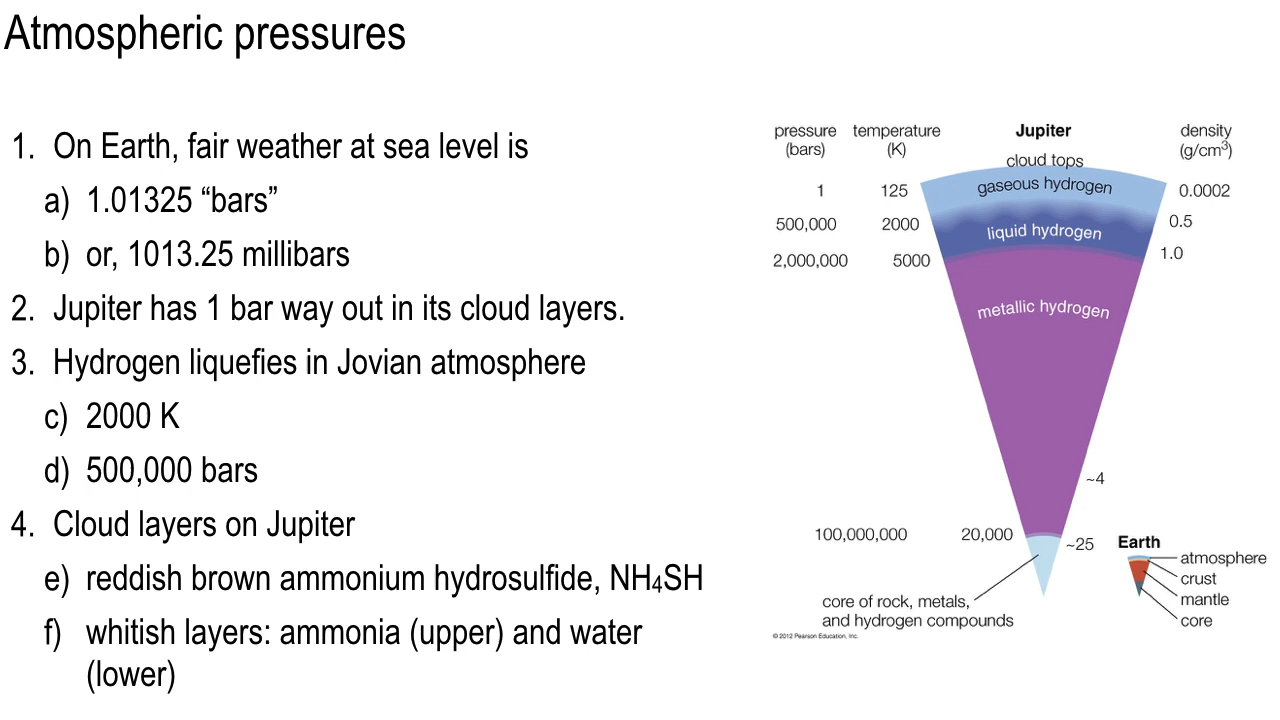 Atmospheric pressures
1. On Earth, fair weather at sea level is
a) 1.01325 “bars”
b) or, 1013.25 millibars
2. Jupiter has 1 bar way out in its cloud layers.
3. Hydrogen liquefies in Jovian atmosphere
c) 2000 K
d) 500,000 bars
4. Cloud layers on Jupiter
e) reddish brown ammonium hydrosulfide, NH₄SH
f) whitish layers: ammonia (upper) and water
(lower)
pressure temperature Jupiter density
(bars) (K) (g/cm³)
cloud tops
1 125 gaseous hydrogen 0.0002
500,000 2000 liquid hydrogen 0.5
2,000,000 5000 1.0
metallic hydrogen
~4
100,000,000 20,000 ~25
core of rock, metals,
and hydrogen compounds
Earth
atmosphere
crust
mantle
core
© 2012 Pearson Education, Inc.